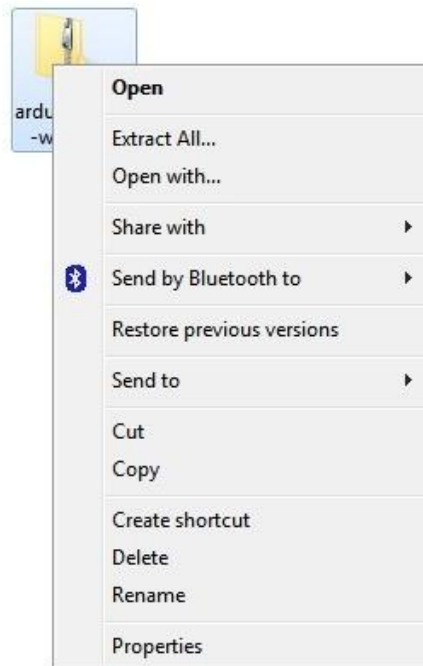 ardu
-w
Open
Extract All...
Open with...
Share with
Send by Bluetooth to
Restore previous versions
Send to
Cut
Copy
Create shortcut
Delete
Rename
Properties